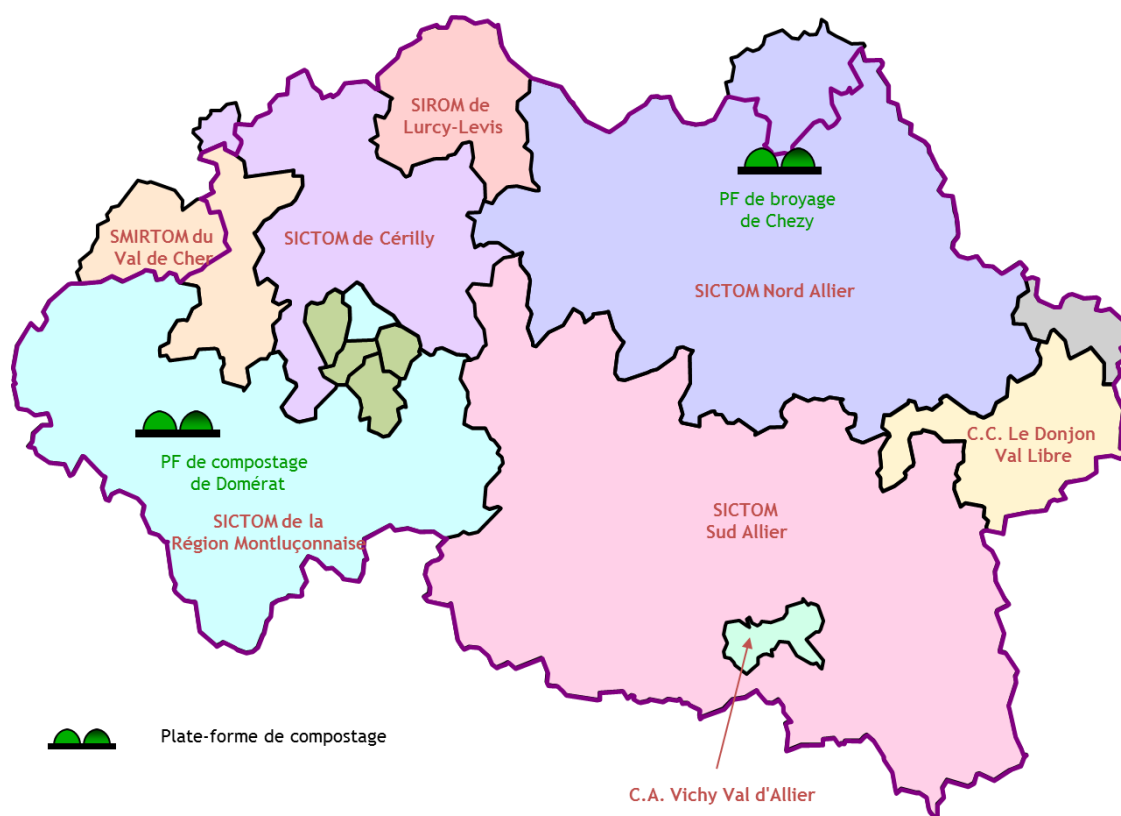 SIROM de
Lurcy-Levis
PF de broyage
de Chezy
SMIRTOM du
Val de Cher
SICTOM de Cérilly
SICTOM Nord Allier
C.C. Le Donjon
Val Libre
PF de compostage
de Domérat
SICTOM de la
Région Montluçonnaise
SICTOM
Sud Allier
Plate-forme de compostage
C.A. Vichy Val d'Allier